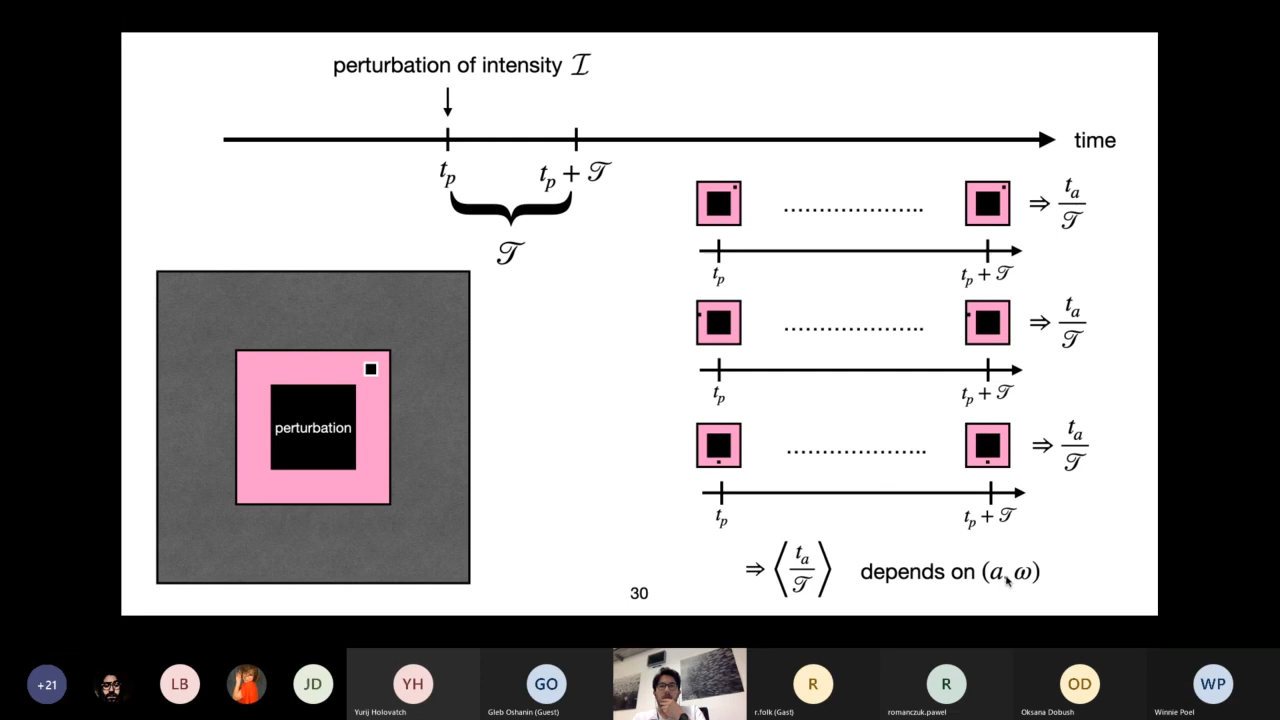 perturbation of intensity ℐ
time
t_p
t_p + 𝒯
𝒯
perturbation
....................
⇒ t_a / 𝒯
t_p
t_p + 𝒯
....................
⇒ t_a / 𝒯
t_p
t_p + 𝒯
....................
⇒ t_a / 𝒯
t_p
t_p + 𝒯
⇒ ⟨ t_a / 𝒯 ⟩ depends on (a, ω)
30
+21
LB
JD
YH
Yurij Holovatch
GO
Gleb Oshanin (Guest)
R
r.folk (Gast)
R
romanczuk.pawel
OD
Oksana Dobush
WP
Winnie Poel